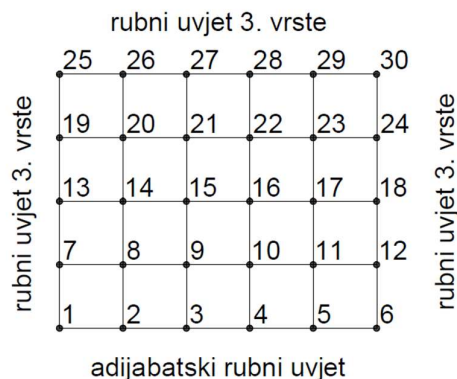 rubni uvjet 3. vrste
25 26 27 28 29 30
19 20 21 22 23 24
13 14 15 16 17 18
7 8 9 10 11 12
1 2 3 4 5 6
rubni uvjet 3. vrste
rubni uvjet 3. vrste
adijabatski rubni uvjet